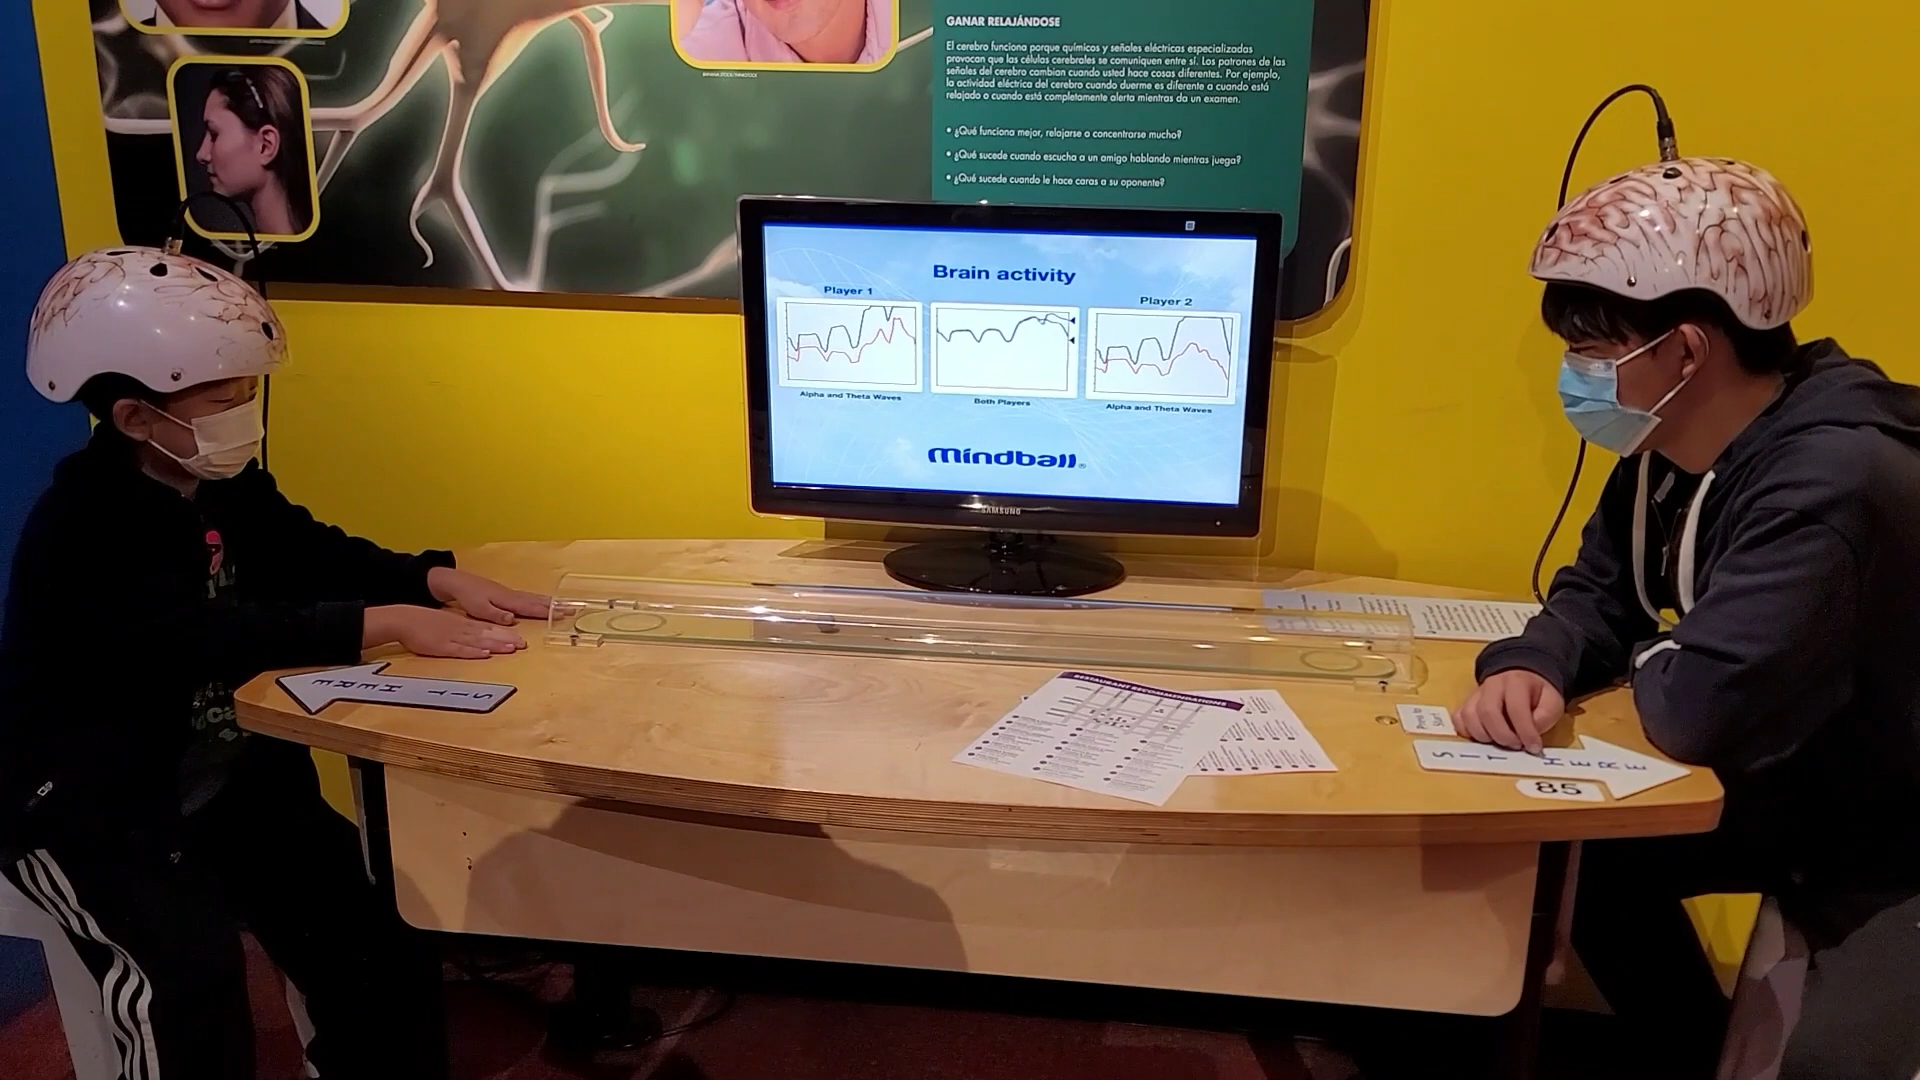 GANAR RELAJÁNDOSE
El cerebro funciona porque químicos y señales eléctricas especializadas
provocan que las células cerebrales se comuniquen entre sí. Los patrones de las
señales del cerebro cambian cuando usted hace cosas diferentes. Por ejemplo,
la actividad eléctrica del cerebro cuando duerme es diferente a cuando está
relajado o cuando está completamente alerta mientras da un examen.
• ¿Qué funciona mejor, relajarse o concentrarse mucho?
• ¿Qué sucede cuando escucha a un amigo hablando mientras juega?
• ¿Qué sucede cuando le hace caras a su oponente?
Brain activity
Player 1
Player 2
Alpha and Theta Waves
Both Players
Alpha and Theta Waves
Mindball®
SAMSUNG
SIT HERE
RESTAURANT RECOMMENDATIONS
Press to
Start
SIT HERE
85